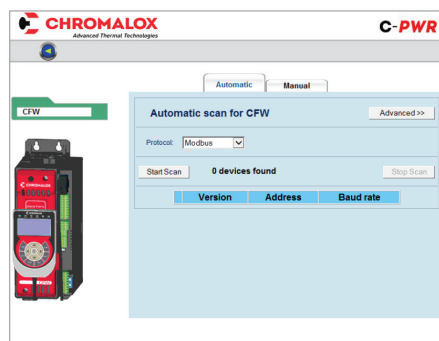 CHROMALOX
Advanced Thermal Technologies
C-PWR
Automatic
Manual
CFW
Automatic scan for CFW
Advanced >>
Protocol: Modbus
Start Scan
0 devices found
Stop Scan
Version
Address
Baud rate
CHROMALOX